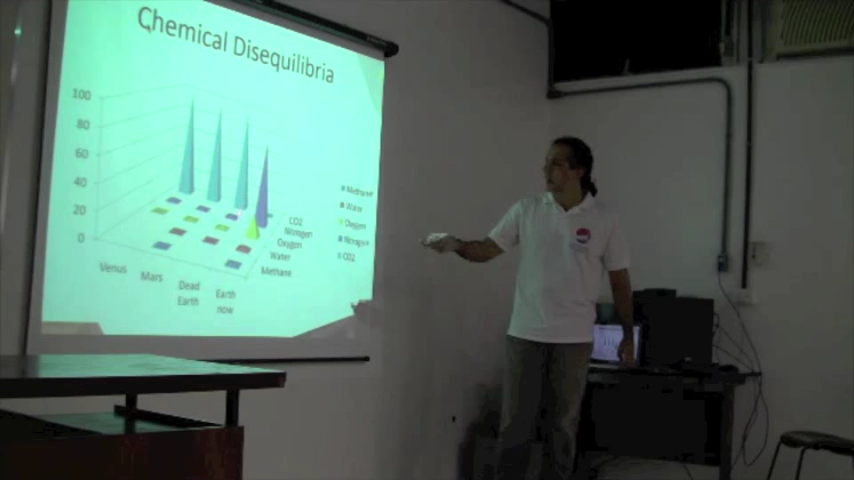 Chemical Disequilibria
100
80
60
40
20
0
Venus
Mars
Dead
Earth
Earth
now
CO2
Nitrogen
Oxygen
Water
Methane
Methane
Water
Oxygen
Nitrogen
CO2